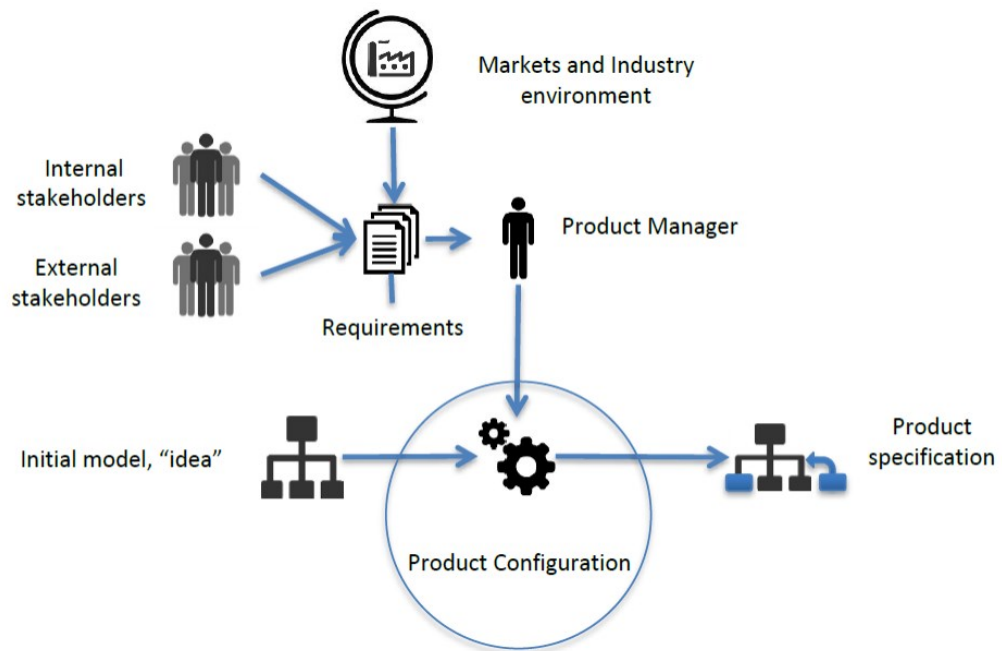 Markets and Industry
environment
Internal
stakeholders
Product Manager
External
stakeholders
Requirements
Product
specification
Initial model, “idea”
Product Configuration